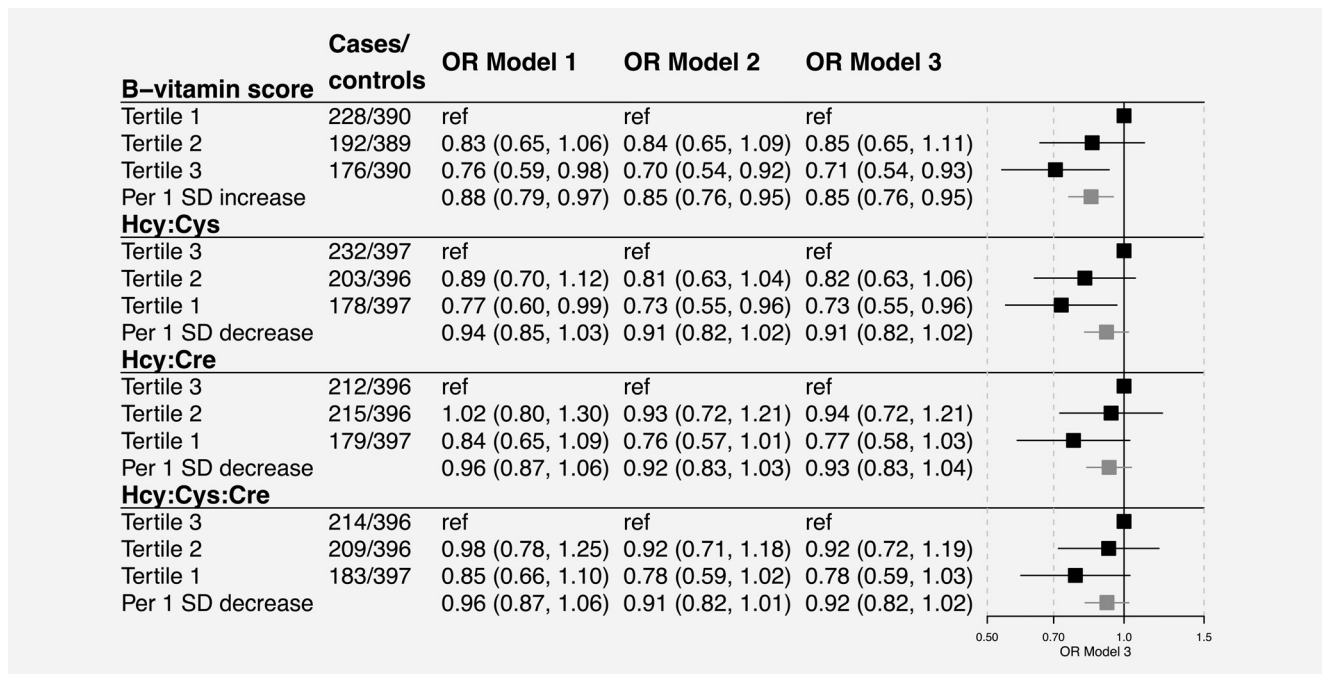 Cases/
controls
OR Model 1 OR Model 2 OR Model 3
B−vitamin score
Tertile 1 228/390 ref ref ref
Tertile 2 192/389 0.83 (0.65, 1.06) 0.84 (0.65, 1.09) 0.85 (0.65, 1.11)
Tertile 3 176/390 0.76 (0.59, 0.98) 0.70 (0.54, 0.92) 0.71 (0.54, 0.93)
Per 1 SD increase 0.88 (0.79, 0.97) 0.85 (0.76, 0.95) 0.85 (0.76, 0.95)
Hcy:Cys
Tertile 3 232/397 ref ref ref
Tertile 2 203/396 0.89 (0.70, 1.12) 0.81 (0.63, 1.04) 0.82 (0.63, 1.06)
Tertile 1 178/397 0.77 (0.60, 0.99) 0.73 (0.55, 0.96) 0.73 (0.55, 0.96)
Per 1 SD decrease 0.94 (0.85, 1.03) 0.91 (0.82, 1.02) 0.91 (0.82, 1.02)
Hcy:Cre
Tertile 3 212/396 ref ref ref
Tertile 2 215/396 1.02 (0.80, 1.30) 0.93 (0.72, 1.21) 0.94 (0.72, 1.21)
Tertile 1 179/397 0.84 (0.65, 1.09) 0.76 (0.57, 1.01) 0.77 (0.58, 1.03)
Per 1 SD decrease 0.96 (0.87, 1.06) 0.92 (0.83, 1.03) 0.93 (0.83, 1.04)
Hcy:Cys:Cre
Tertile 3 214/396 ref ref ref
Tertile 2 209/396 0.98 (0.78, 1.25) 0.92 (0.71, 1.18) 0.92 (0.72, 1.19)
Tertile 1 183/397 0.85 (0.66, 1.10) 0.78 (0.59, 1.02) 0.78 (0.59, 1.03)
Per 1 SD decrease 0.96 (0.87, 1.06) 0.91 (0.82, 1.01) 0.92 (0.82, 1.02)
0.50 0.70 1.0 1.5
OR Model 3